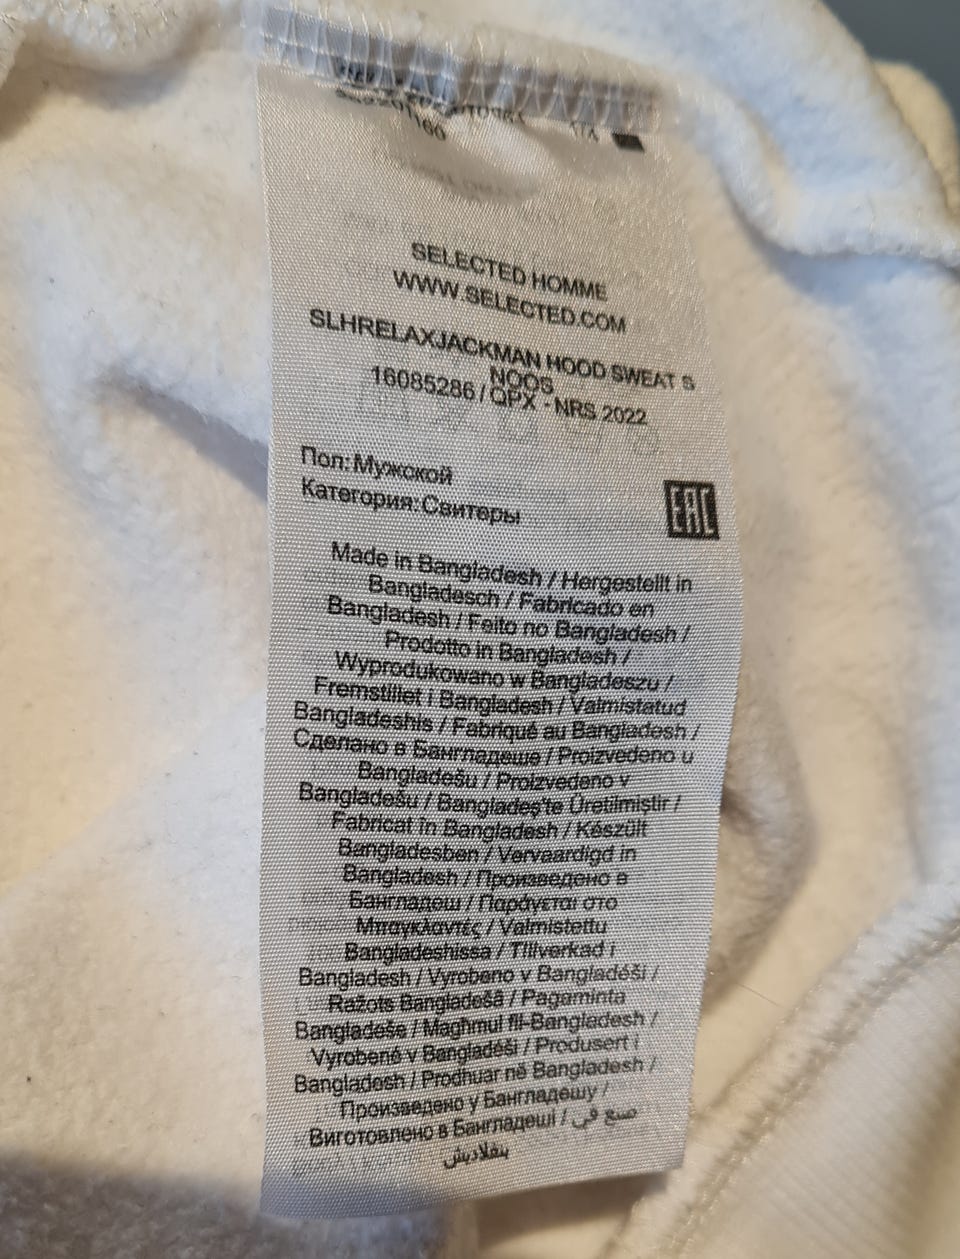 160
SELECTED HOMME
WWW.SELECTED.COM
SLHRELAXJACKMAN HOOD SWEAT S
NOOS
16085286 / QPX - NRS 2022
Пол: Мужской
Категория: Свитеры
EAC
Made in Bangladesh / Hergestellt in
Bangladesch / Fabricado en
Bangladesh / Feito no Bangladesh /
Prodotto in Bangladesh /
Wyprodukowano w Bangladeszu /
Fremstillet i Bangladesh / Valmistatud
Bangladeshis / Fabriqué au Bangladesh /
Сделано в Бангладеше / Proizvedeno u
Bangladešu / Proizvedeno v
Bangladešu / Bangladeş'te Üretilmiştir /
Fabricat în Bangladesh / Készült
Bangladesben / Vervaardigd in
Bangladesh / Произведено в
Бангладеш / Παράγεται στο
Μπαγκλαντές / Valmistettu
Bangladeshissa / Tillverkad i
Bangladesh / Vyrobeno v Bangladéši /
Ražots Bangladešā / Pagaminta
Bangladeše / Magħmul fil-Bangladesh /
Vyrobené v Bangladéši / Produsert i
Bangladesh / Prodhuar në Bangladesh /
Произведено у Бангладешу /
Виготовлено в Бангладеші / صنع في
بنغلاديش